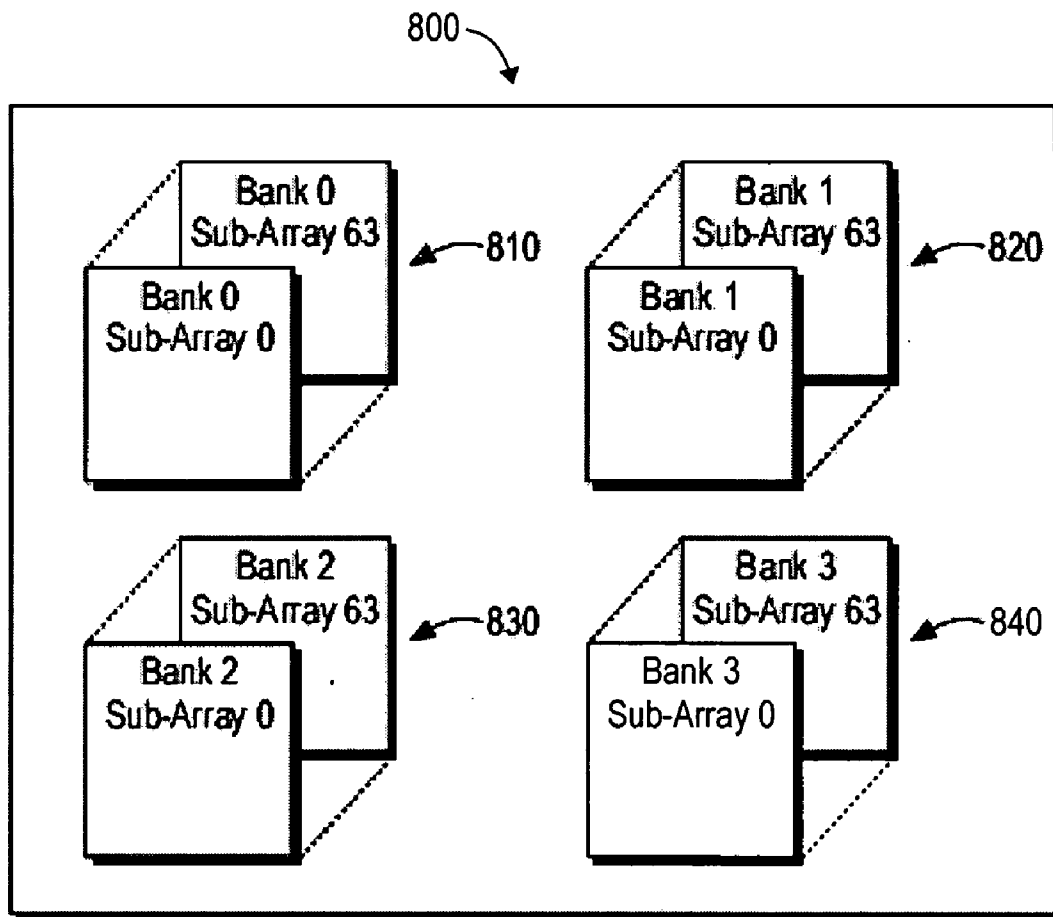 800
Bank 0
Sub-Array 63
810
Bank 0
Sub-Array 0
Bank 1
Sub-Array 63
820
Bank 1
Sub-Array 0
Bank 2
Sub-Array 63
830
Bank 2
Sub-Array 0
Bank 3
Sub-Array 63
840
Bank 3
Sub-Array 0